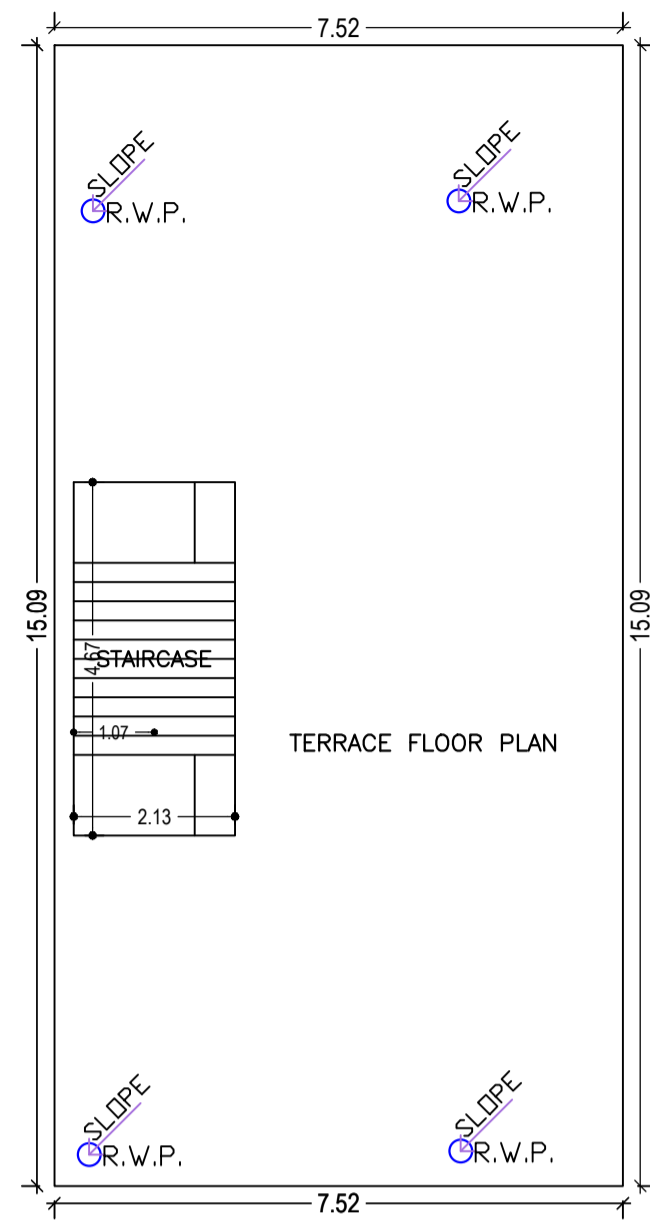 7.52
SLOPE
R.W.P.
SLOPE
R.W.P.
15.09
15.09
4.67
STAIRCASE
1.07
TERRACE FLOOR PLAN
2.13
SLOPE
R.W.P.
SLOPE
R.W.P.
7.52